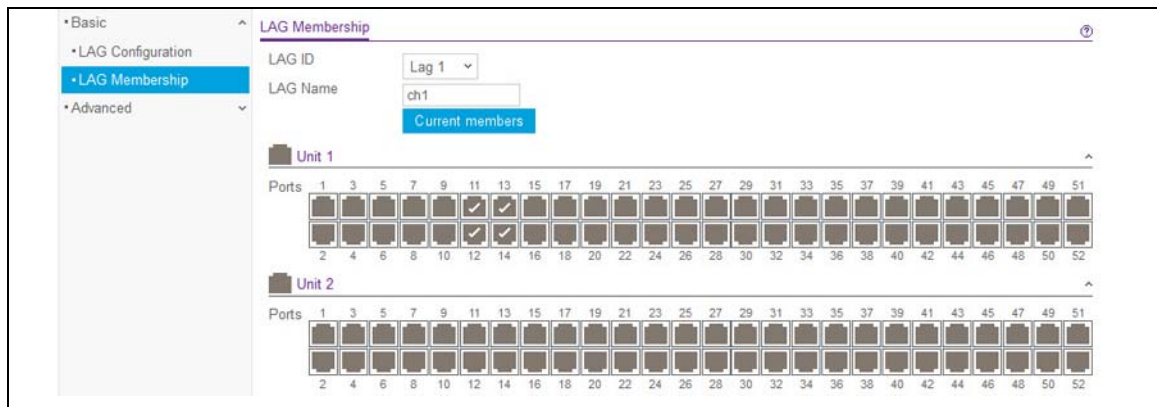 Basic
LAG Configuration
LAG Membership
Advanced
LAG Membership
LAG ID
Lag 1
LAG Name
ch1
Current members
Unit 1
Ports 1 3 5 7 9 11 13 15 17 19 21 23 25 27 29 31 33 35 37 39 41 43 45 47 49 51
2 4 6 8 10 12 14 16 18 20 22 24 26 28 30 32 34 36 38 40 42 44 46 48 50 52
Unit 2
Ports 1 3 5 7 9 11 13 15 17 19 21 23 25 27 29 31 33 35 37 39 41 43 45 47 49 51
2 4 6 8 10 12 14 16 18 20 22 24 26 28 30 32 34 36 38 40 42 44 46 48 50 52